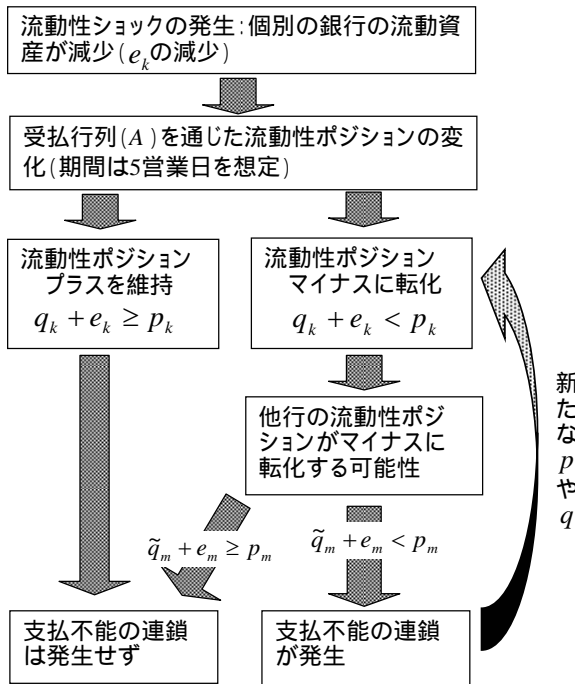 流動性ショックの発生:個別の銀行の流動資
産が減少(e_kの減少)
受払行列(A)を通じた流動性ポジションの変
化(期間は5営業日を想定)
流動性ポジション
プラスを維持
q_k + e_k ≥ p_k
流動性ポジション
マイナスに転化
q_k + e_k < p_k
他行の流動性ポジ
ションがマイナスに
転化する可能性
q̃_m + e_m ≥ p_m
q̃_m + e_m < p_m
新たなpやq
支払不能の連鎖
は発生せず
支払不能の連鎖
が発生